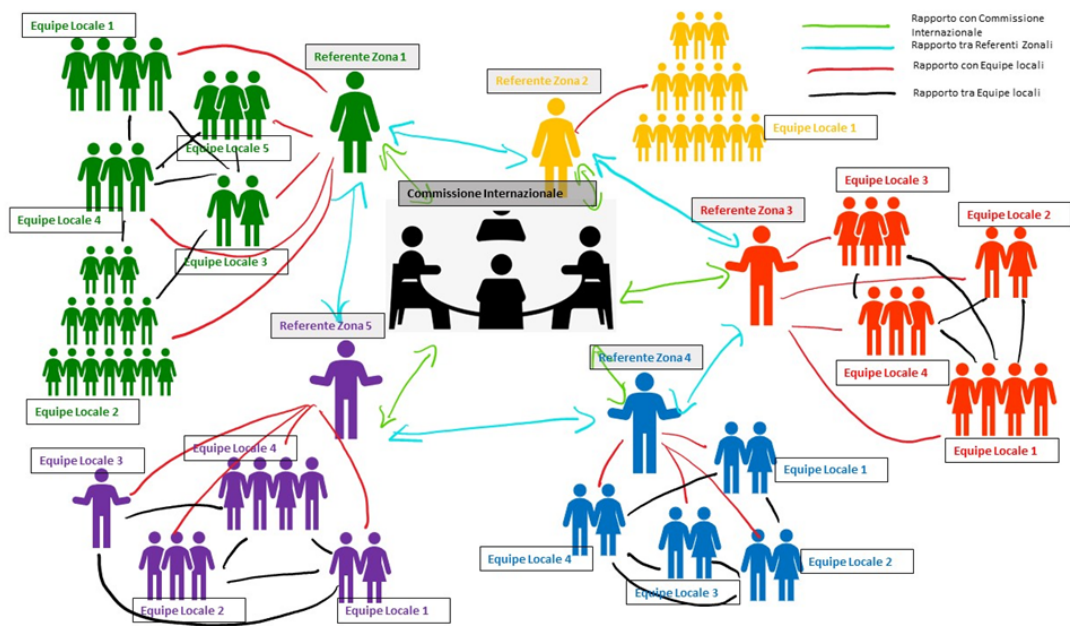 Equipe Locale 1
Referente Zona 1
Referente Zona 2
Rapporto con Commissione
Internazionale
Rapporto tra Referenti Zonali
Rapporto con Equipe locali
Rapporto tra Equipe locali
Equipe Locale 5
Equipe Locale 1
Equipe Locale 4
Equipe Locale 3
Commissione Internazionale
Referente Zona 3
Equipe Locale 3
Equipe Locale 2
Referente Zona 5
Referente Zona 4
Equipe Locale 4
Equipe Locale 2
Equipe Locale 1
Equipe Locale 3
Equipe Locale 4
Equipe Locale 1
Equipe Locale 4
Equipe Locale 2
Equipe Locale 3
Equipe Locale 2
Equipe Locale 1